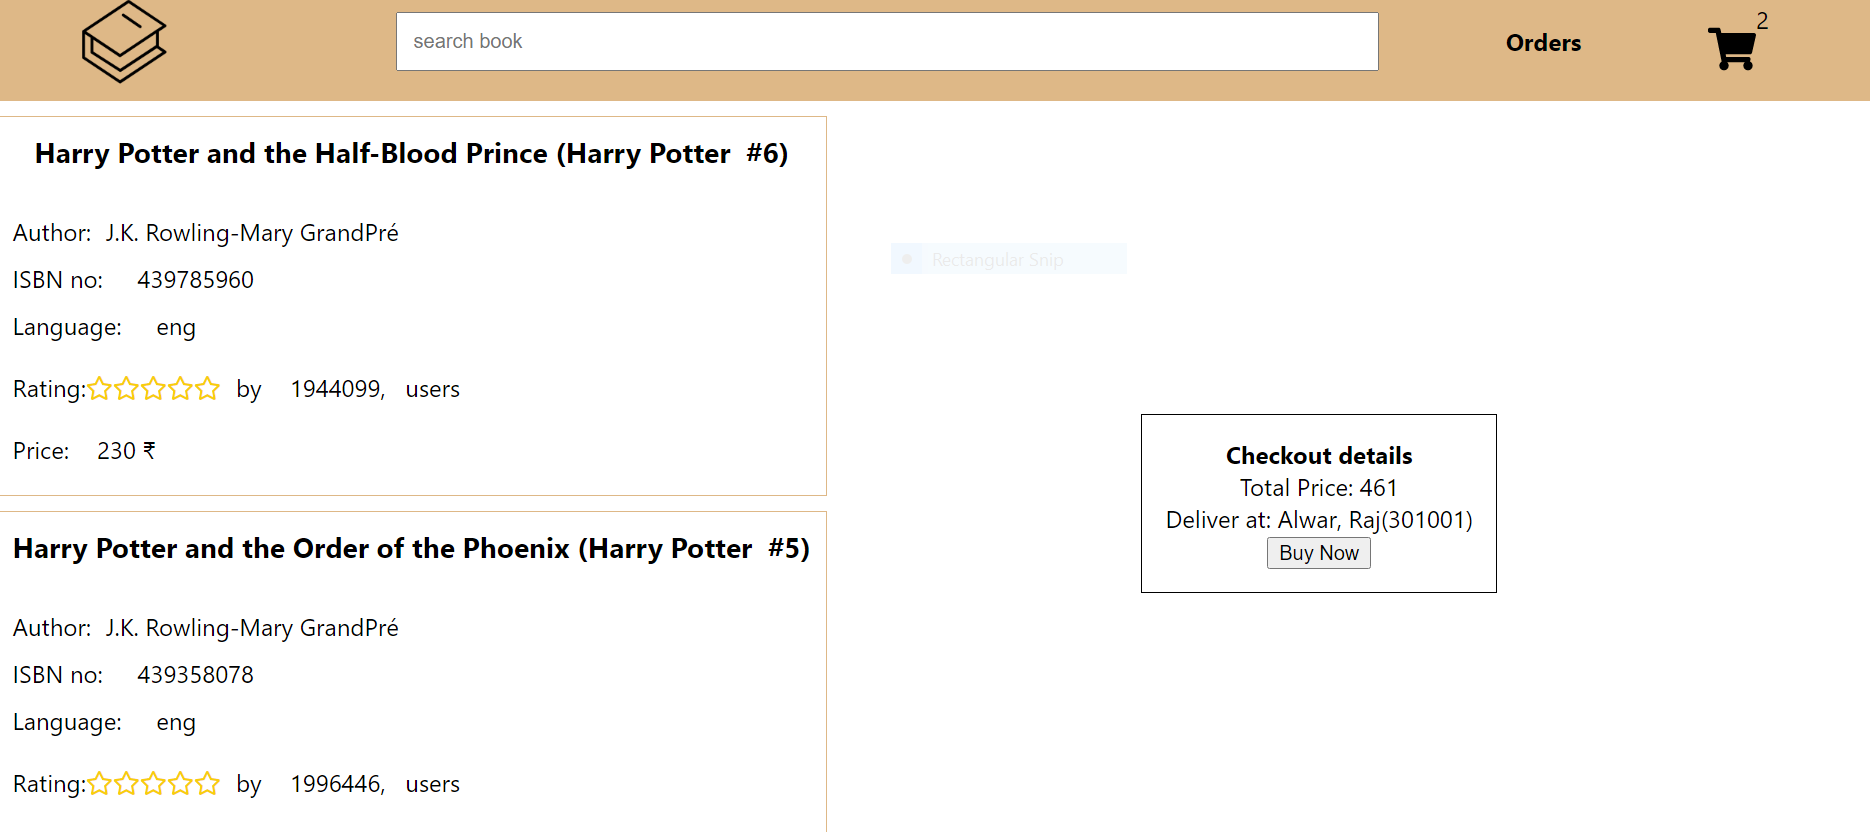 search book
Orders
2
Harry Potter and the Half-Blood Prince (Harry Potter #6)
Author: J.K. Rowling-Mary GrandPré
ISBN no: 439785960
Language: eng
Rating: by 1944099, users
Price: 230 ₹
Rectangular Snip
Checkout details
Total Price: 461
Deliver at: Alwar, Raj(301001)
Buy Now
Harry Potter and the Order of the Phoenix (Harry Potter #5)
Author: J.K. Rowling-Mary GrandPré
ISBN no: 439358078
Language: eng
Rating: by 1996446, users